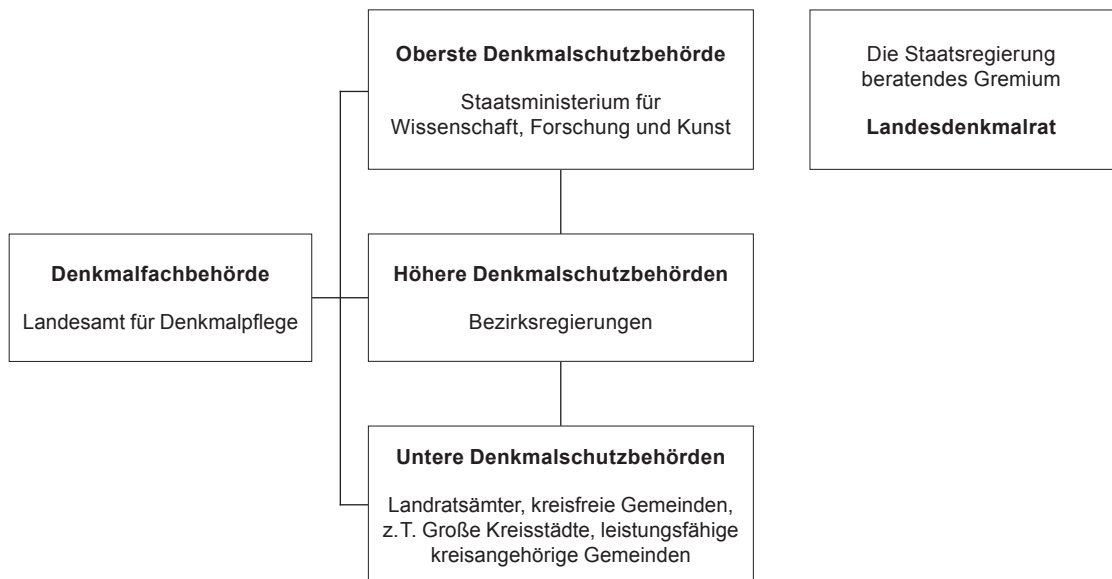 Oberste Denkmalschutzbehörde
Staatsministerium für
Wissenschaft, Forschung und Kunst
Die Staatsregierung
beratendes Gremium
Landesdenkmalrat
Denkmalfachbehörde
Landesamt für Denkmalpflege
Höhere Denkmalschutzbehörden
Bezirksregierungen
Untere Denkmalschutzbehörden
Landratsämter, kreisfreie Gemeinden,
z.T. Große Kreisstädte, leistungsfähige
kreisangehörige Gemeinden